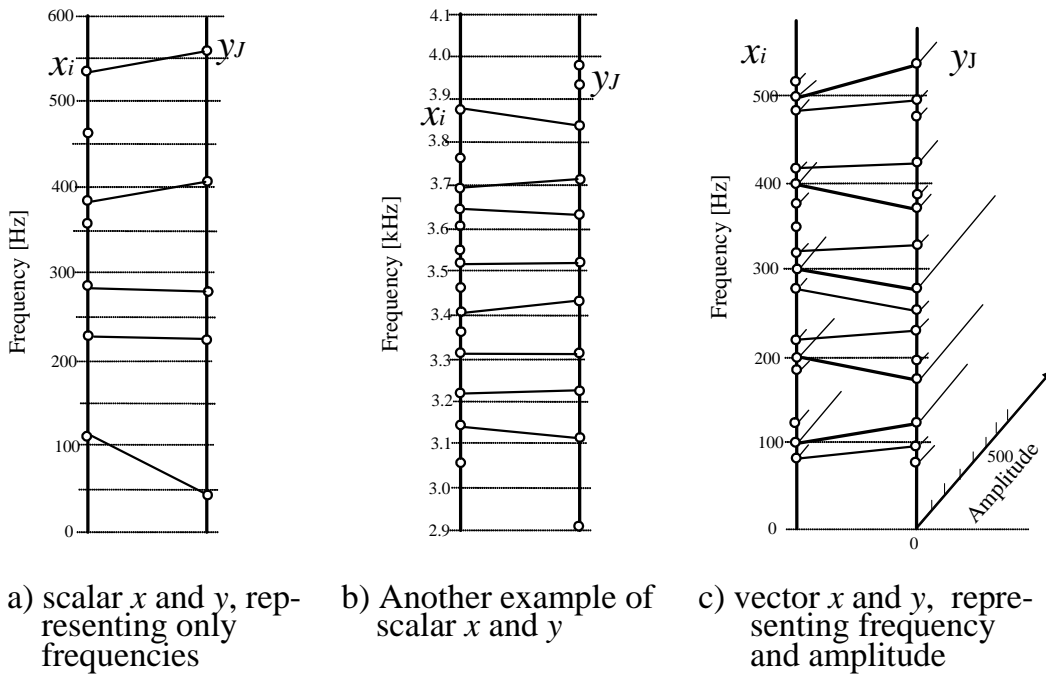 600
500
400
300
200
100
0
Frequency [Hz]
xi
yJ
4.1
4.0
3.9
3.8
3.7
3.6
3.5
3.4
3.3
3.2
3.1
3.0
2.9
Frequency [kHz]
xi
yJ
500
400
300
200
100
0
Frequency [Hz]
xi
yJ
500
Amplitude
0
a) scalar x and y, rep-
resenting only
frequencies
b) Another example of
scalar x and y
c) vector x and y, repre-
senting frequency
and amplitude